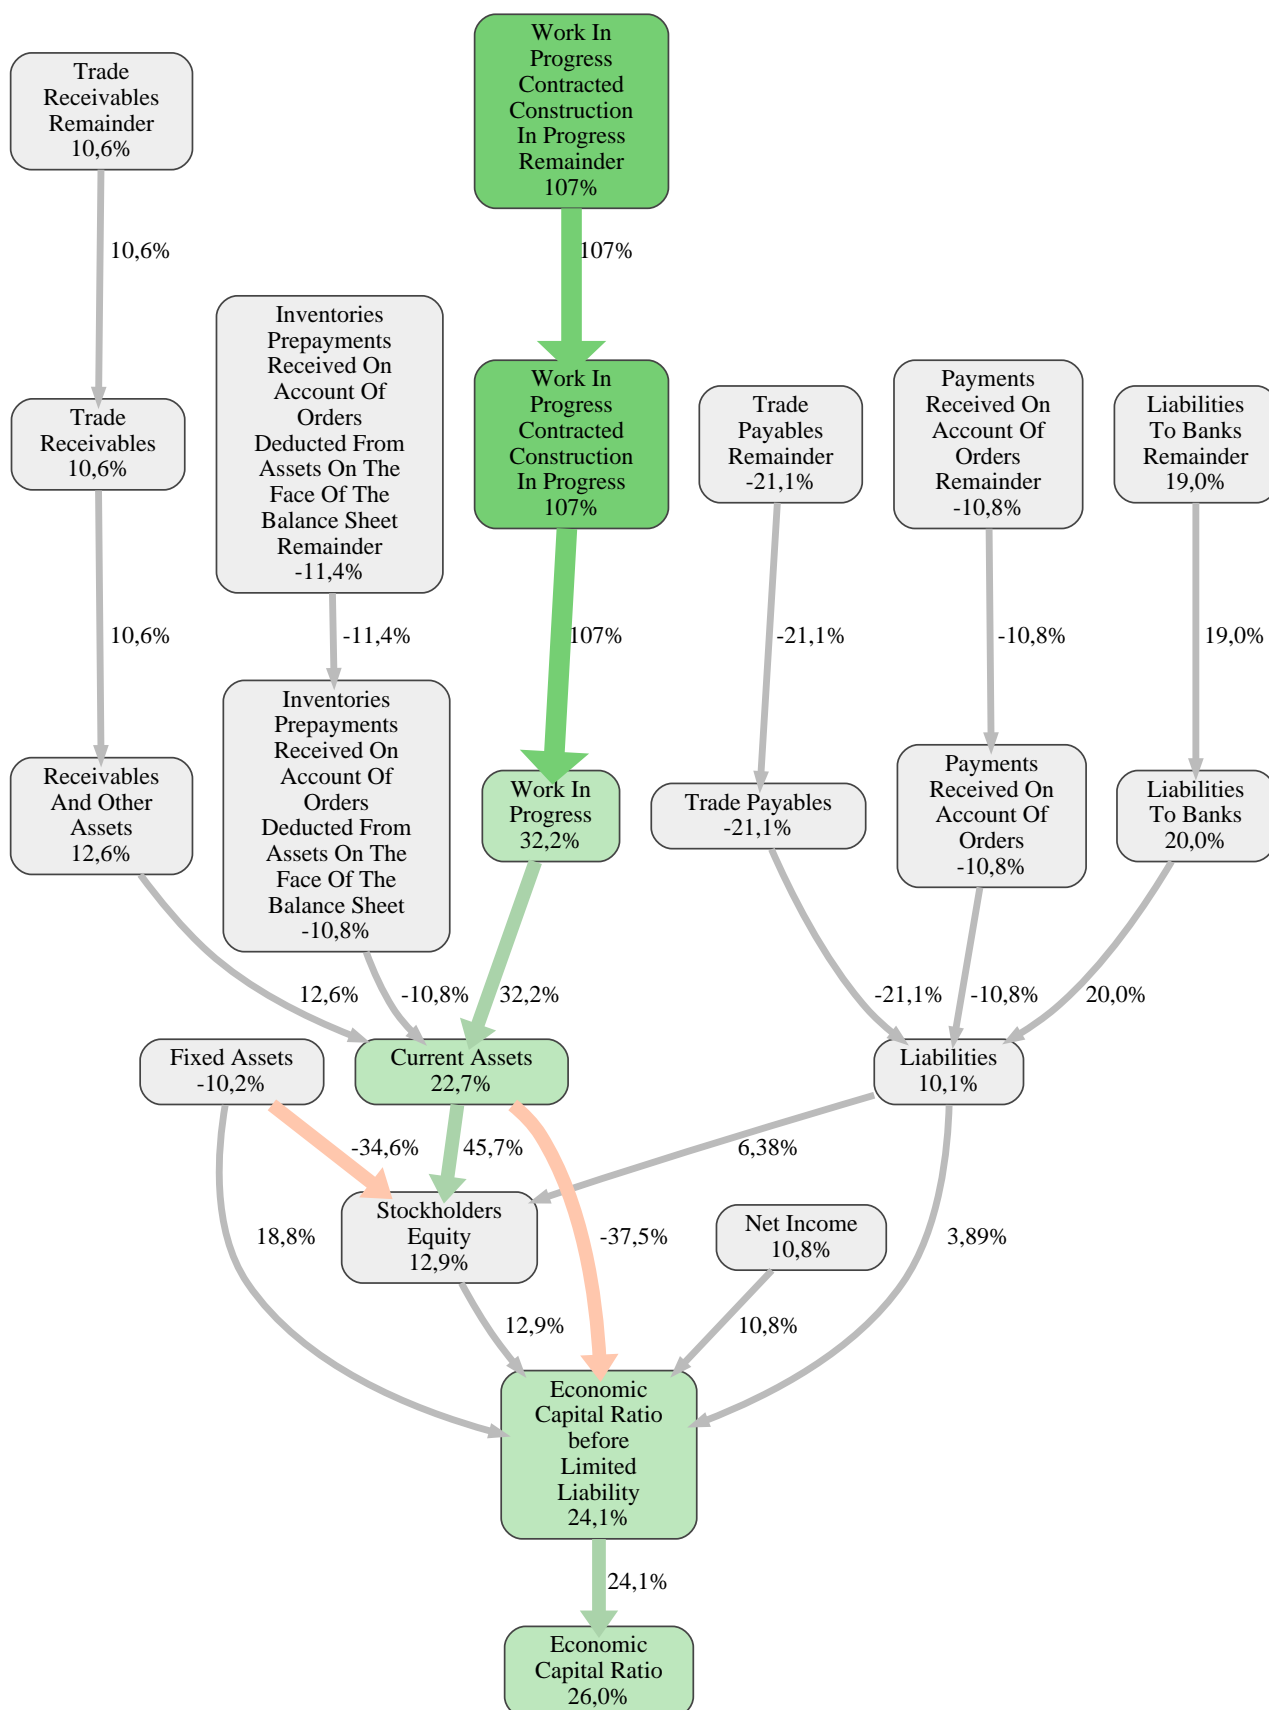 Work In
Progress
Contracted
Construction
In Progress
Remainder
107%
Trade
Receivables
Remainder
10,6%
10,6%
107%
Inventories
Prepayments
Received On
Account Of
Orders
Deducted From
Assets On The
Face Of The
Balance Sheet
Remainder
-11,4%
Work In
Progress
Contracted
Construction
In Progress
107%
Payments
Received On
Account Of
Orders
Remainder
-10,8%
Trade
Payables
Remainder
-21,1%
Liabilities
To Banks
Remainder
19,0%
Trade
Receivables
10,6%
10,6%
-11,4%
107%
-21,1%
-10,8%
19,0%
Inventories
Prepayments
Received On
Account Of
Orders
Deducted From
Assets On The
Face Of The
Balance Sheet
-10,8%
Receivables
And Other
Assets
12,6%
Work In
Progress
32,2%
Trade Payables
-21,1%
Payments
Received On
Account Of
Orders
-10,8%
Liabilities
To Banks
20,0%
12,6%
-10,8%
32,2%
-21,1%
-10,8%
20,0%
Fixed Assets
-10,2%
Current Assets
22,7%
Liabilities
10,1%
-34,6%
45,7%
6,38%
Stockholders
Equity
12,9%
Net Income
10,8%
18,8%
-37,5%
3,89%
12,9%
10,8%
Economic
Capital Ratio
before
Limited
Liability
24,1%
24,1%
Economic
Capital Ratio
26,0%